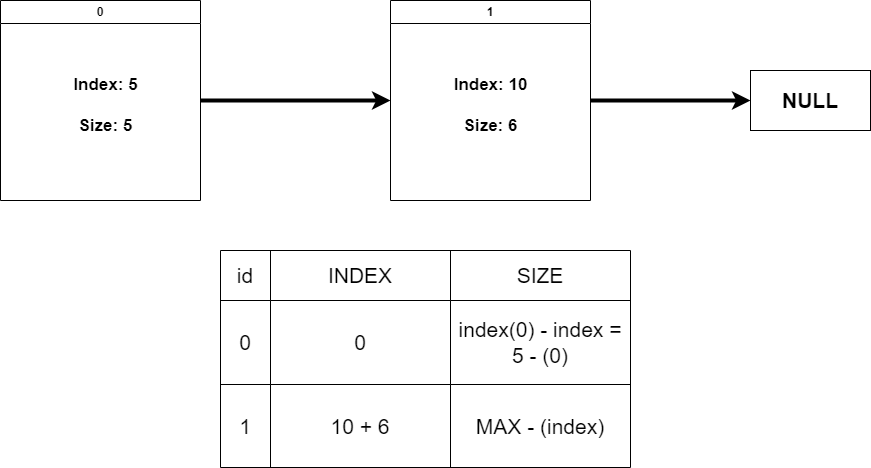 0
1
Index: 5
Size: 5
Index: 10
Size: 6
NULL
id INDEX SIZE
0 0 index(0) - index =
5 - (0)
1 10 + 6 MAX - (index)